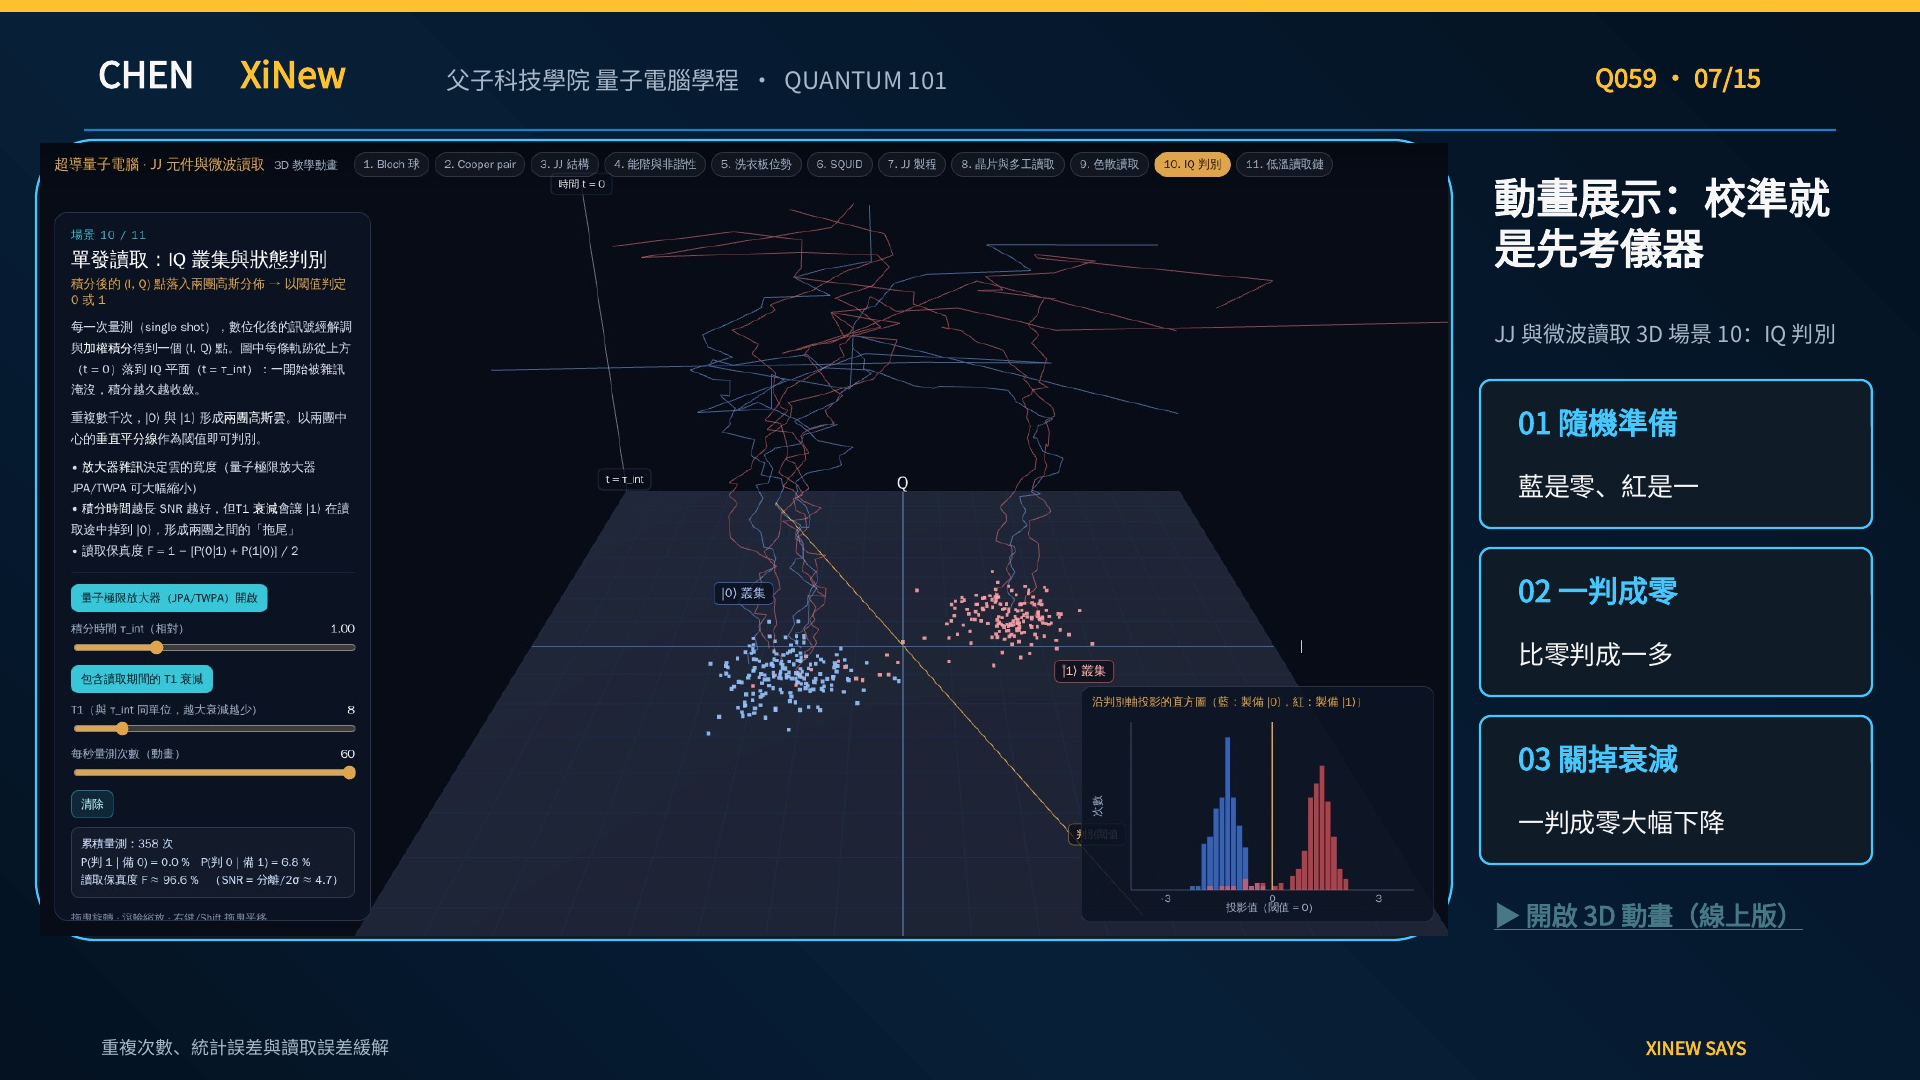 CHEN XiNew
父子科技學院 量子電腦學程 • QUANTUM 101
Q059 • 07/15
超導量子電腦 · JJ 元件與微波讀取 3D 教學動畫
1. Bloch 球
2. Cooper pair
3. JJ 結構
4. 能階與非諧性
5. 洗衣板位勢
6. SQUID
7. JJ 製程
8. 晶片與多工讀取
9. 色散讀取
10. IQ 判別
11. 低溫讀取鏈
場景 10 / 11
單發讀取：IQ 叢集與狀態判別
積分後的 (I, Q) 點落入兩團高斯分佈 → 以閾值判定
0 或 1
每一次量測（single shot），數位化後的訊號經解調
與加權積分得到一個 (I, Q) 點。圖中每條軌跡從上方
（t = 0）落到 IQ 平面（t = τ_int）：一開始被雜訊
淹沒，積分越久越收斂。
重複數千次，|0⟩ 與 |1⟩ 形成兩團高斯雲。以兩團中
心的垂直平分線作為閾值即可判別。
• 放大器雜訊決定雲的寬度（量子極限放大器
JPA/TWPA 可大幅縮小）
• 積分時間越長 SNR 越好，但T1 衰減會讓 |1⟩ 在讀
取途中掉到 |0⟩，形成兩團之間的「拖尾」
• 讀取保真度 F = 1 − [P(0|1) + P(1|0)] / 2
量子極限放大器（JPA/TWPA）開啟
積分時間 τ_int（相對） 1.00
包含讀取期間的 T1 衰減
T1（與 τ_int 同單位，越大衰減越少） 8
每秒量測次數（動畫） 60
清除
累積量測：358 次
P(判 1 | 備 0) = 0.0 % P(判 0 | 備 1) = 6.8 %
讀取保真度 F ≈ 96.6 % （SNR = 分離/2σ ≈ 4.7）
拖曳旋轉 · 滾輪縮放 · 右鍵/Shift 拖曳平移
時間 t = 0
t = τ_int
Q
I
|0⟩ 叢集
|1⟩ 叢集
判別閾值
沿判別軸投影的直方圖（藍：製備 |0⟩，紅：製備 |1⟩）
次數
-3 0 3
投影值（閾值 = 0）
動畫展示：校準就
是先考儀器
JJ 與微波讀取 3D 場景 10：IQ 判別
01 隨機準備
藍是零、紅是一
02 一判成零
比零判成一多
03 關掉衰減
一判成零大幅下降
▶ 開啟 3D 動畫（線上版）
重複次數、統計誤差與讀取誤差緩解
XINEW SAYS